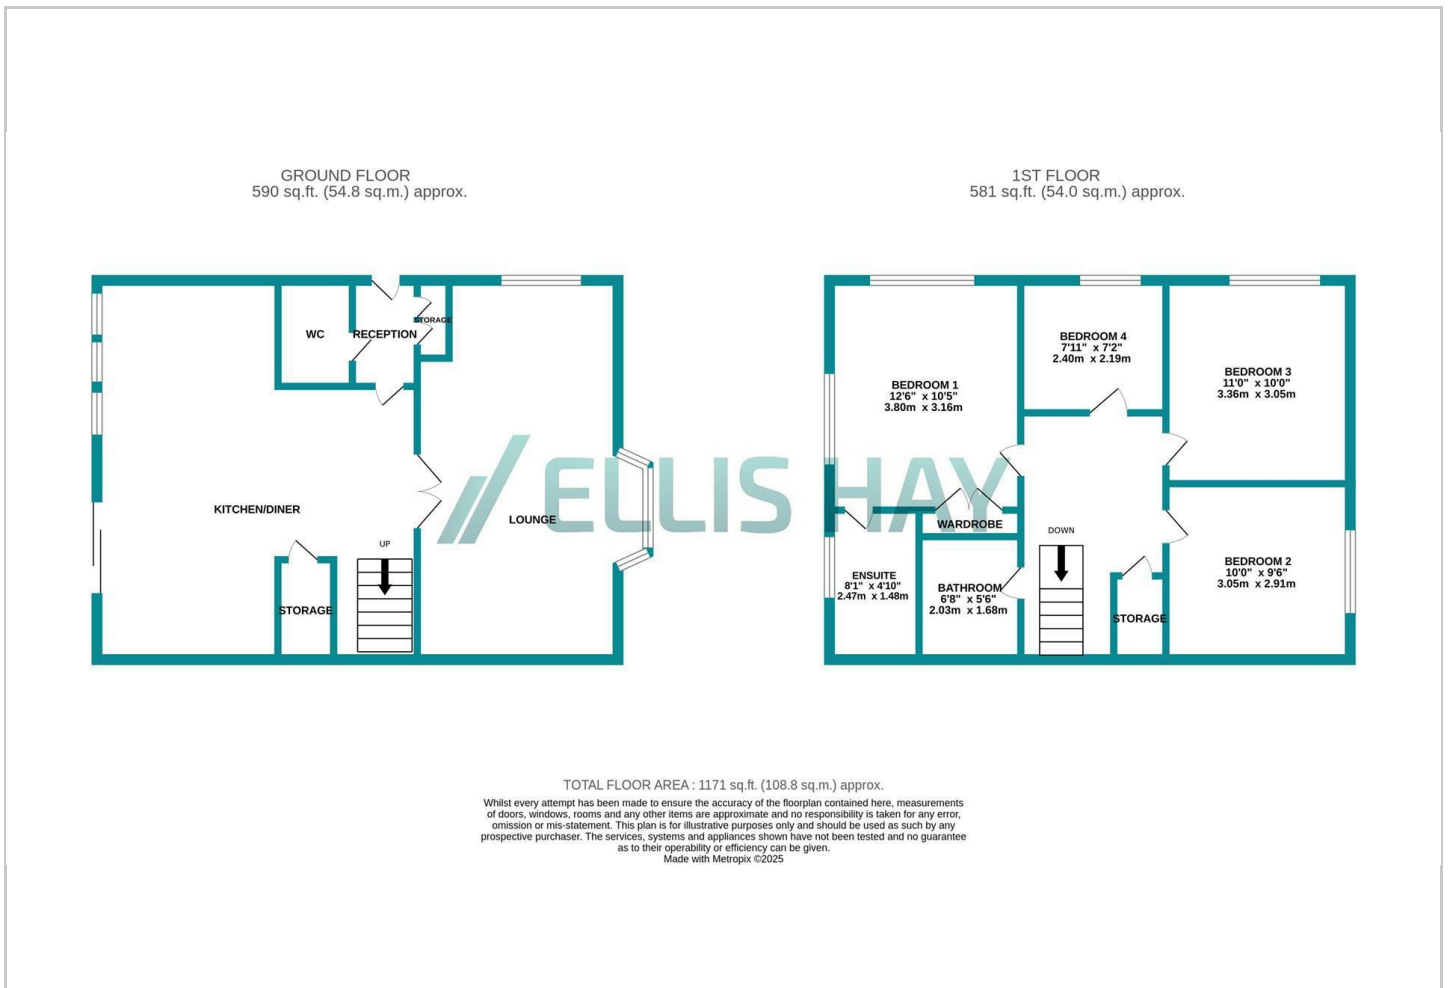 GROUND FLOOR
590 sq.ft. (54.8 sq.m.) approx.
WC
RECEPTION
STORAGE
KITCHEN/DINER
LOUNGE
UP
STORAGE
1ST FLOOR
581 sq.ft. (54.0 sq.m.) approx.
BEDROOM 1
12'6" x 10'5"
3.80m x 3.16m
BEDROOM 4
7'11" x 7'2"
2.40m x 2.19m
BEDROOM 3
11'0" x 10'0"
3.36m x 3.05m
WARDROBE
DOWN
ENSUITE
8'1" x 4'10"
2.47m x 1.48m
BATHROOM
6'8" x 5'6"
2.03m x 1.68m
STORAGE
BEDROOM 2
10'0" x 9'6"
3.05m x 2.91m
ELLIS HAY
TOTAL FLOOR AREA : 1171 sq.ft. (108.8 sq.m.) approx.
Whilst every attempt has been made to ensure the accuracy of the floorplan contained here, measurements
of doors, windows, rooms and any other items are approximate and no responsibility is taken for any error,
omission or mis-statement. This plan is for illustrative purposes only and should be used as such by any
prospective purchaser. The services, systems and appliances shown have not been tested and no guarantee
as to their operability or efficiency can be given.
Made with Metropix ©2025